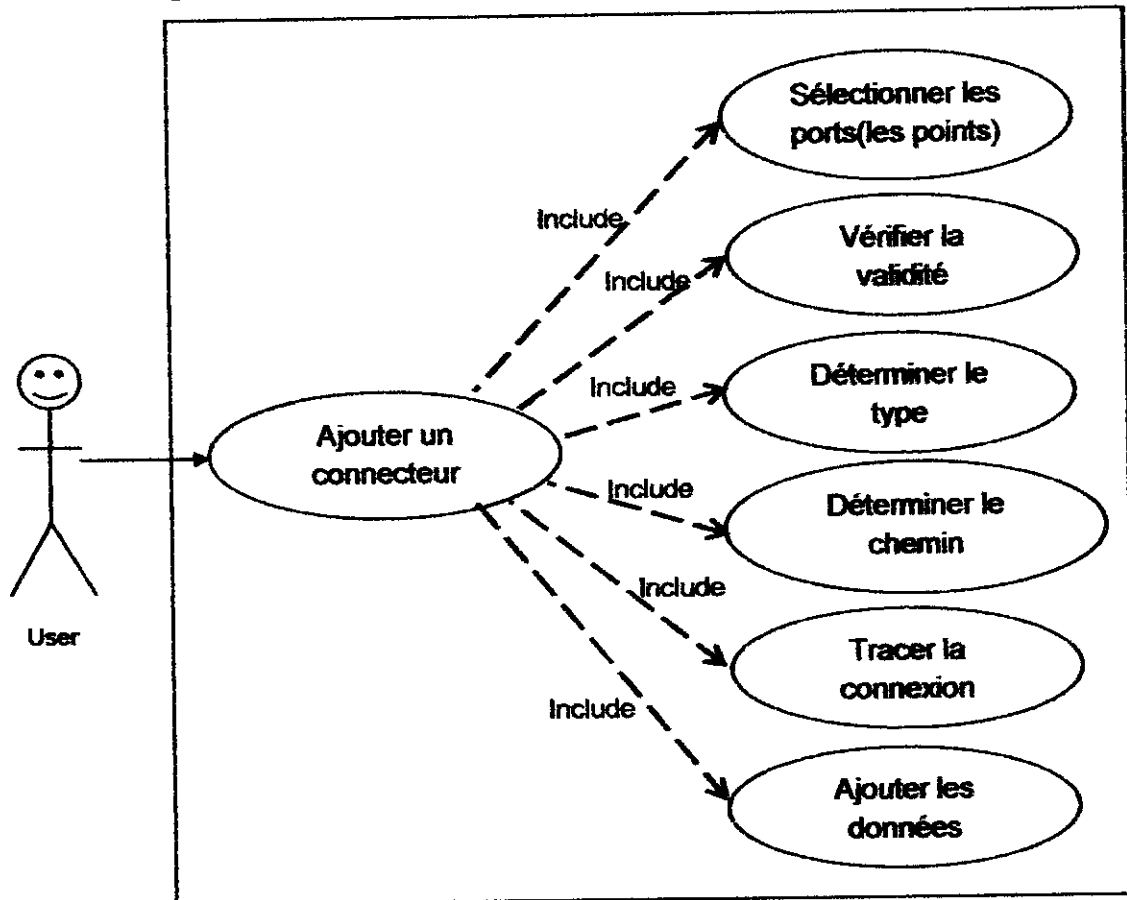 Sélectionner les
ports(les points)
Include
Vérifier la
validité
Include
Déterminer le
type
Include
Ajouter un
connecteur
Include
Déterminer le
chemin
Include
User
Tracer la
connexion
Include
Ajouter les
données